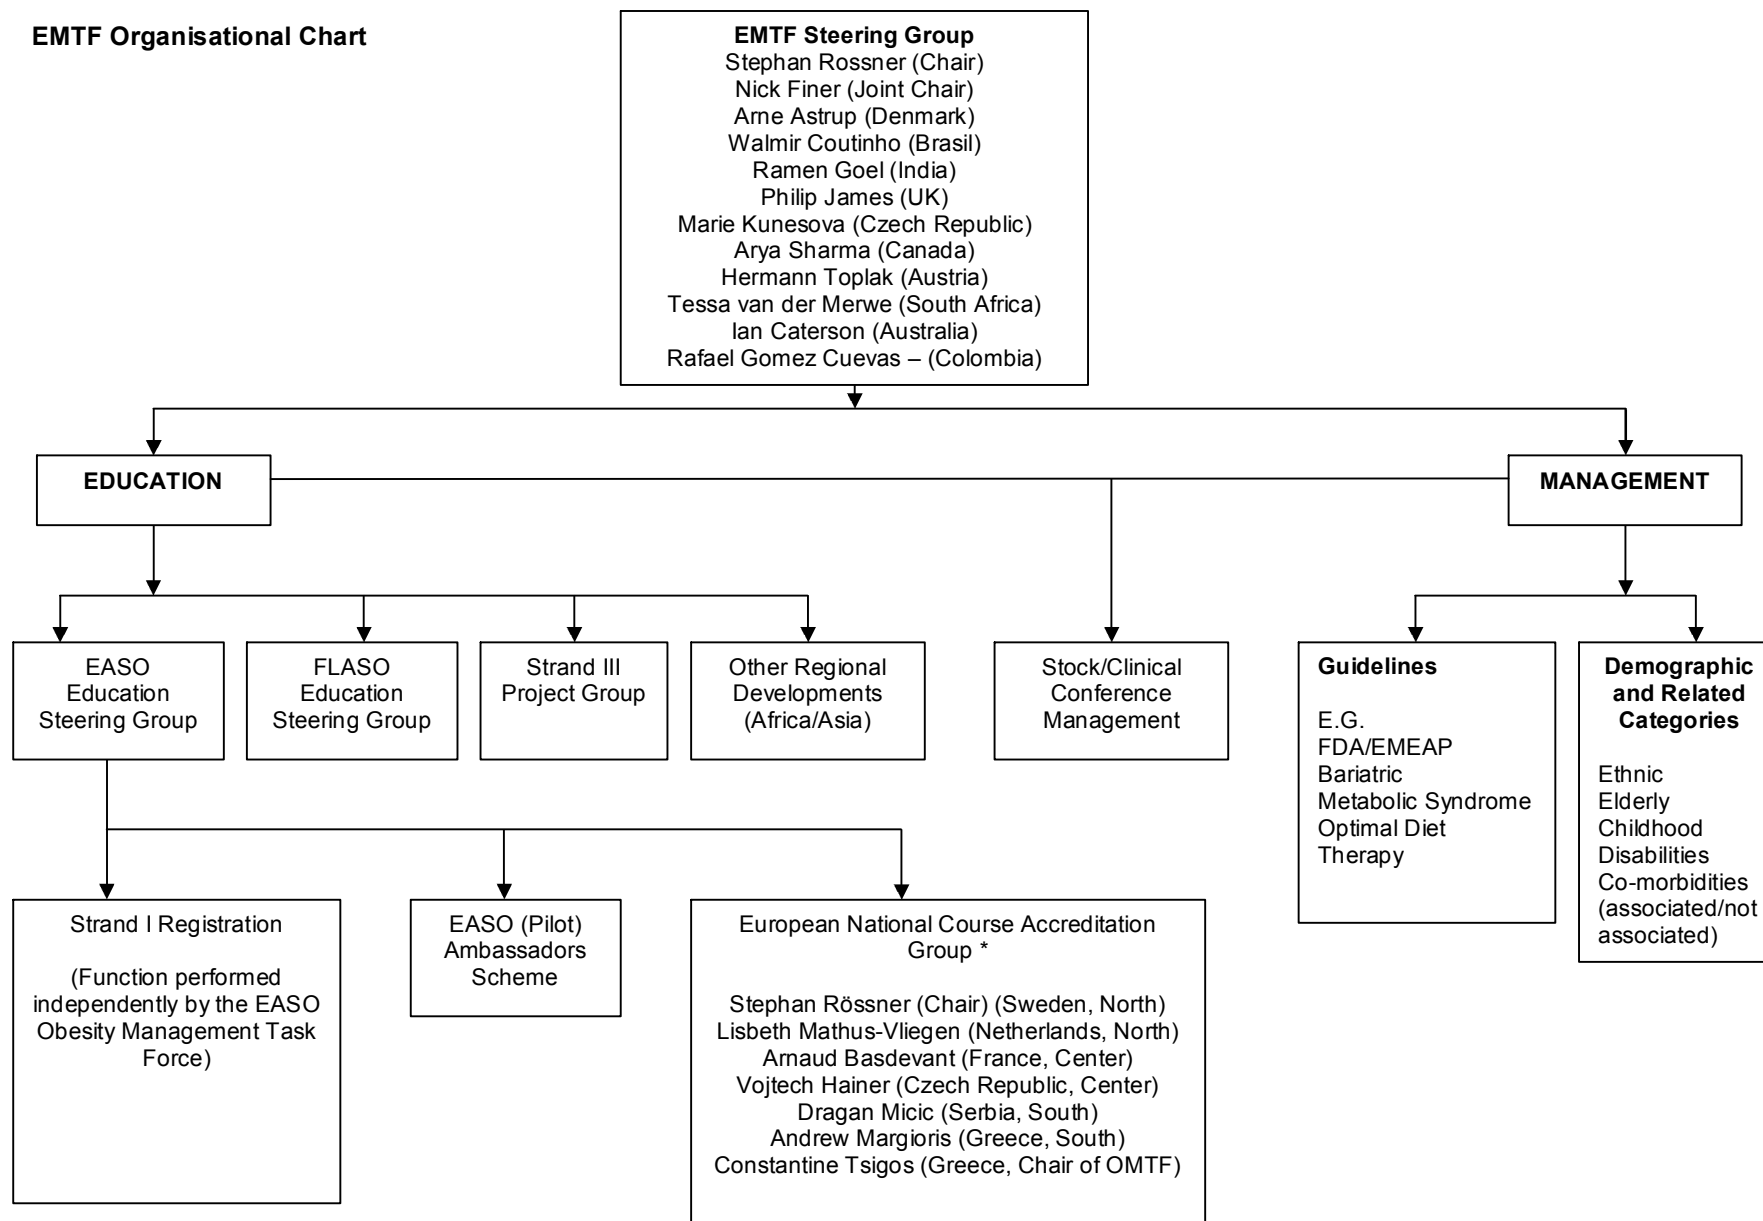 EMTF Organisational Chart
EMTF Steering Group
Stephan Rossner (Chair)
Nick Finer (Joint Chair)
Arne Astrup (Denmark)
Walmir Coutinho (Brasil)
Ramen Goel (India)
Philip James (UK)
Marie Kunesova (Czech Republic)
Arya Sharma (Canada)
Hermann Toplak (Austria)
Tessa van der Merwe (South Africa)
Ian Caterson (Australia)
Rafael Gomez Cuevas – (Colombia)
EDUCATION
MANAGEMENT
EASO
Education
Steering Group
FLASO
Education
Steering Group
Strand III
Project Group
Other Regional
Developments
(Africa/Asia)
Stock/Clinical
Conference
Management
Guidelines
E.G.
FDA/EMEAP
Bariatric
Metabolic Syndrome
Optimal Diet
Therapy
Demographic
and Related
Categories
Ethnic
Elderly
Childhood
Disabilities
Co-morbidities
(associated/not
associated)
Strand I Registration
(Function performed
independently by the EASO
Obesity Management Task
Force)
EASO (Pilot)
Ambassadors
Scheme
European National Course Accreditation
Group *
Stephan Rössner (Chair) (Sweden, North)
Lisbeth Mathus-Vliegen (Netherlands, North)
Arnaud Basdevant (France, Center)
Vojtech Hainer (Czech Republic, Center)
Dragan Micic (Serbia, South)
Andrew Margioris (Greece, South)
Constantine Tsigos (Greece, Chair of OMTF)